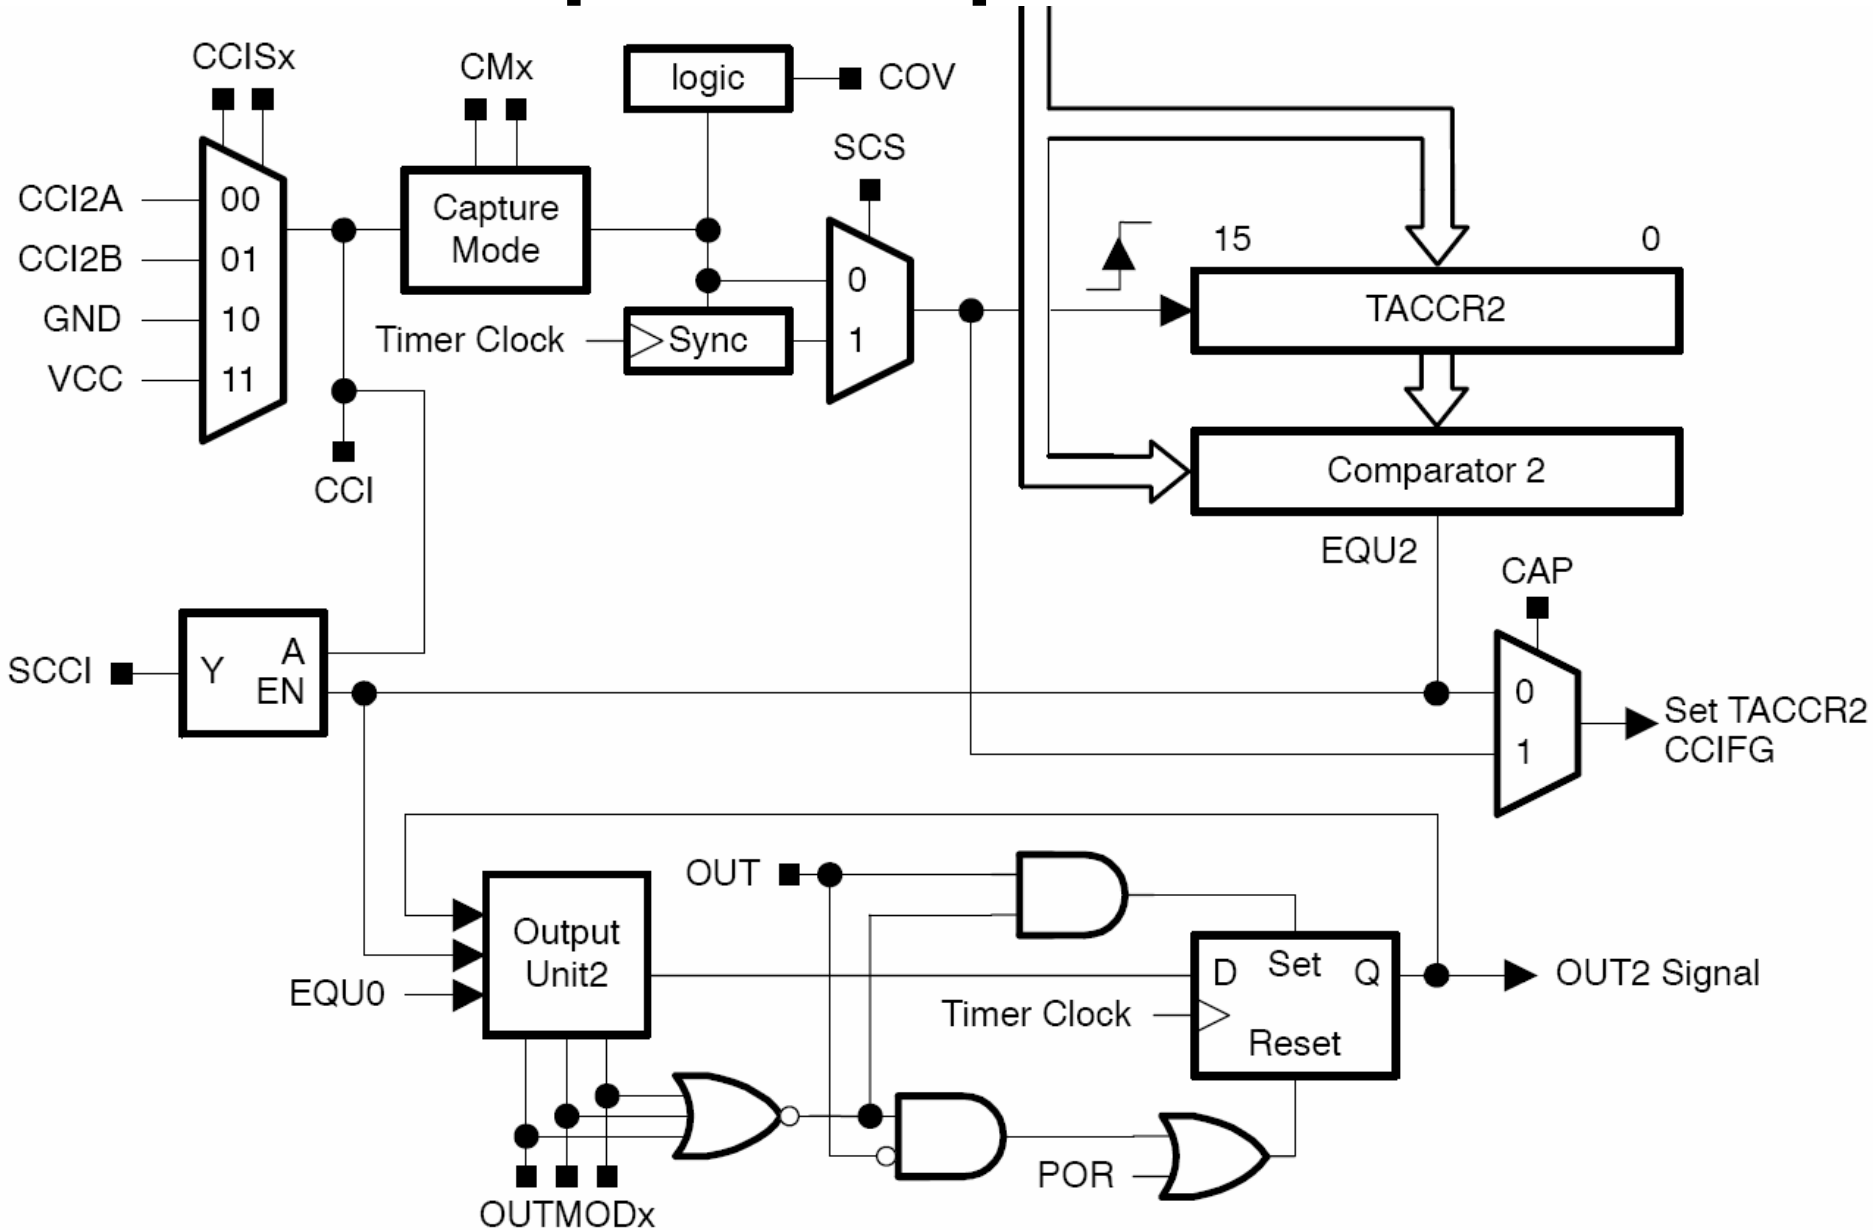 CCISx
CMx
logic
COV
SCS
CCI2A
00
Capture
Mode
CCI2B
01
GND
10
VCC
11
Timer Clock
Sync
0
1
15
0
TACCR2
Comparator 2
CCI
EQU2
CAP
SCCI
Y
A
EN
0
1
Set TACCR2
CCIFG
OUT
Output
Unit2
EQU0
D
Set
Q
Reset
Timer Clock
OUT2 Signal
POR
OUTMODx